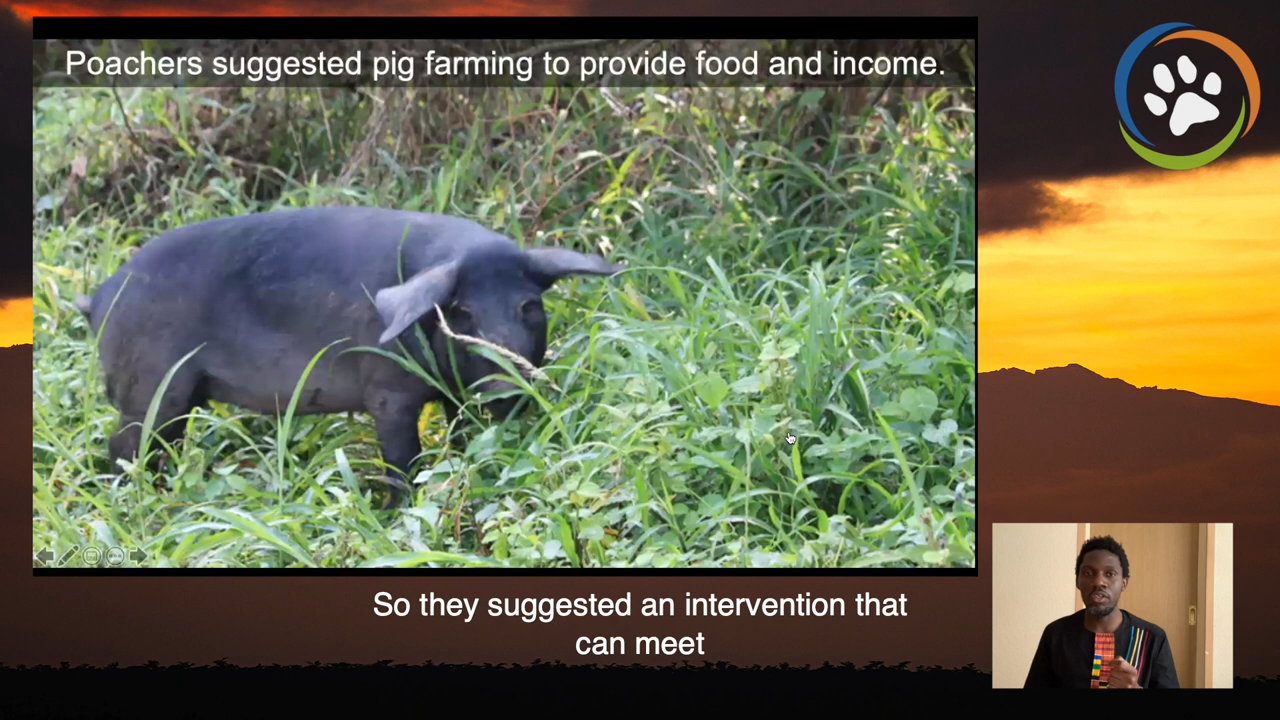 Poachers suggested pig farming to provide food and income.
So they suggested an intervention that
can meet